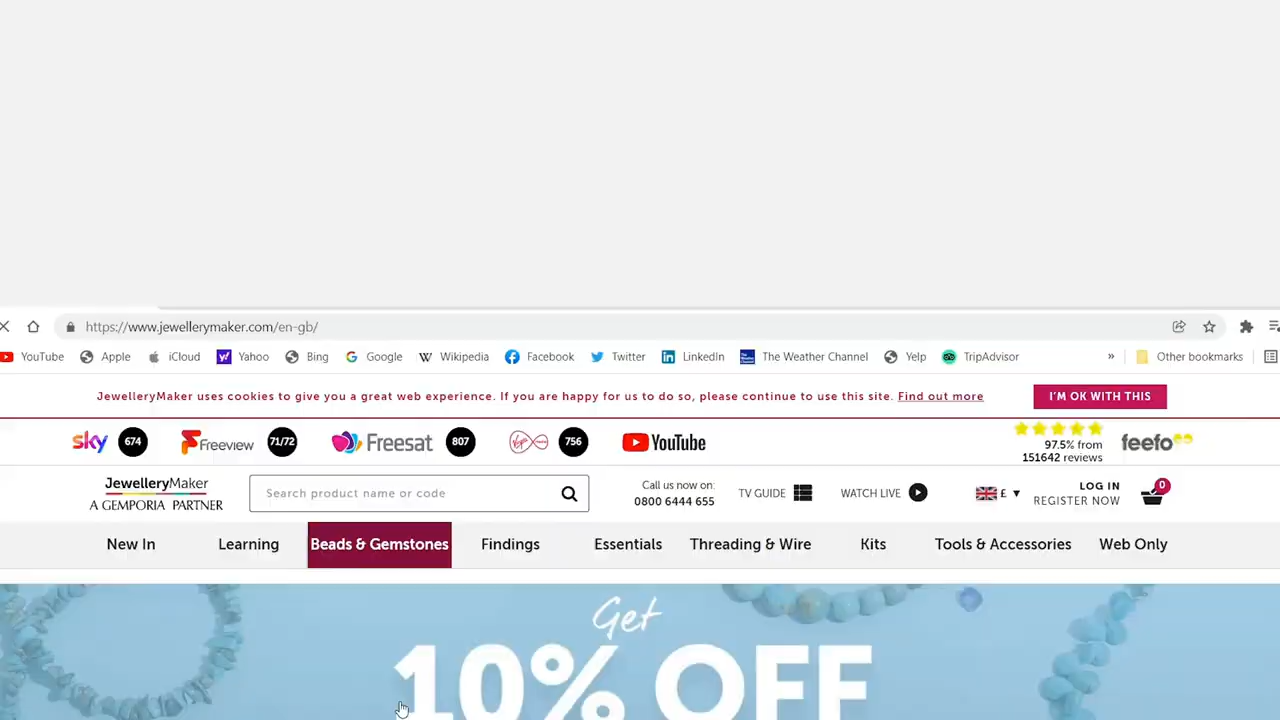 https://www.jewellerymaker.com/en-gb/
YouTube Apple iCloud Yahoo Bing Google Wikipedia Facebook Twitter LinkedIn The Weather Channel Yelp TripAdvisor » Other bookmarks
JewelleryMaker uses cookies to give you a great web experience. If you are happy for us to do so, please continue to use this site. Find out more I'M OK WITH THIS
sky 674 Freeview 71/72 Freesat 807 Virgin 756 YouTube 97.5% from feefo
151642 reviews
JewelleryMaker
A GEMPORIA PARTNER
Search product name or code
Call us now on:
0800 6444 655
TV GUIDE WATCH LIVE £ ▼
LOG IN
REGISTER NOW
0
New In Learning Beads & Gemstones Findings Essentials Threading & Wire Kits Tools & Accessories Web Only
Get
10% OFF